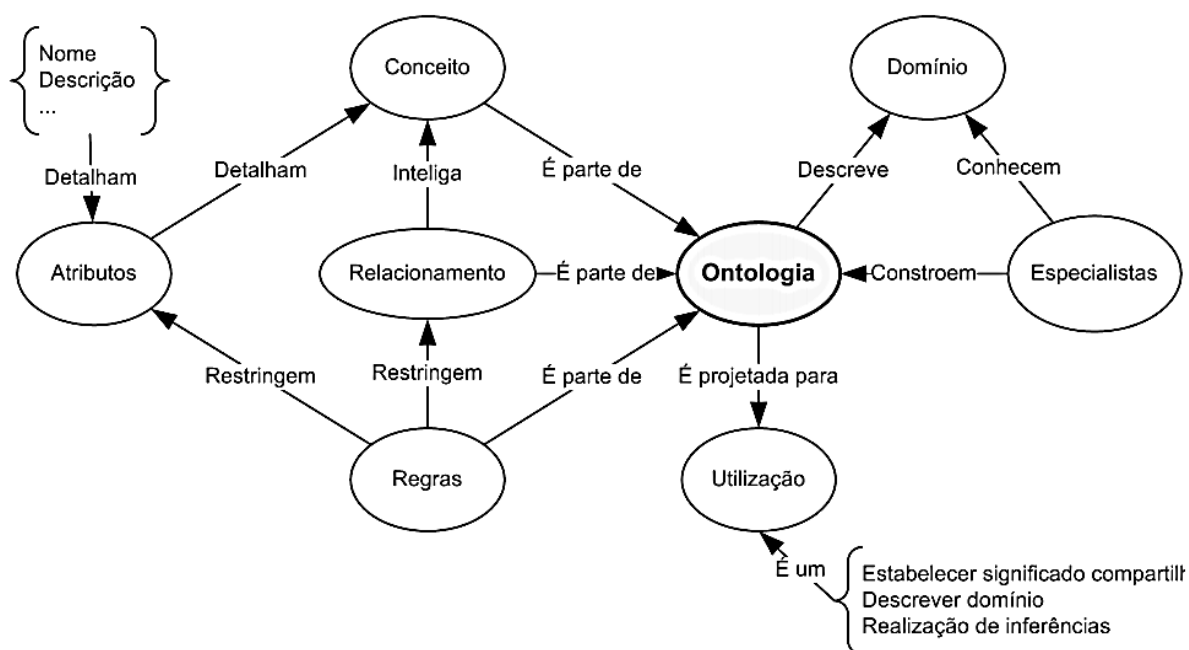 Nome
Descrição
...
Conceito
Domínio
Detalham
Detalham
Inteliga
É parte de
Descreve
Conhecem
Atributos
Relacionamento
É parte de
Ontologia
Constroem
Especialistas
Restringem
Restringem
É parte de
É projetada para
Regras
Utilização
É um
Estabelecer significado
Descrever domínio
Realização de inferências